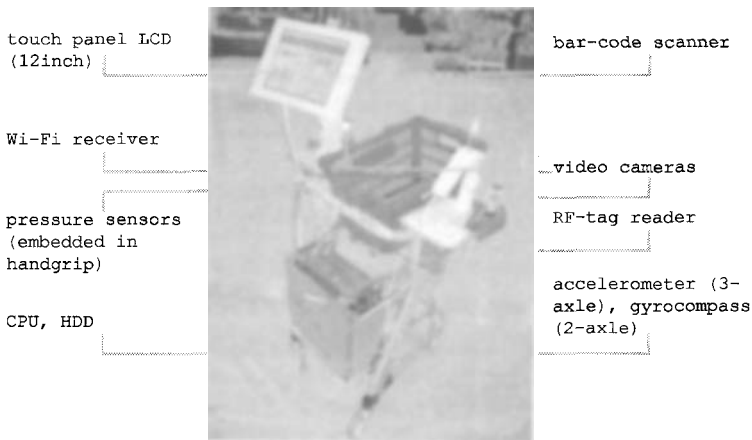 touch panel LCD
(12inch)
Wi-Fi receiver
pressure sensors
(embedded in
handgrip)
CPU, HDD
bar-code scanner
video cameras
RF-tag reader
accelerometer (3-
axle), gyrocompass
(2-axle)